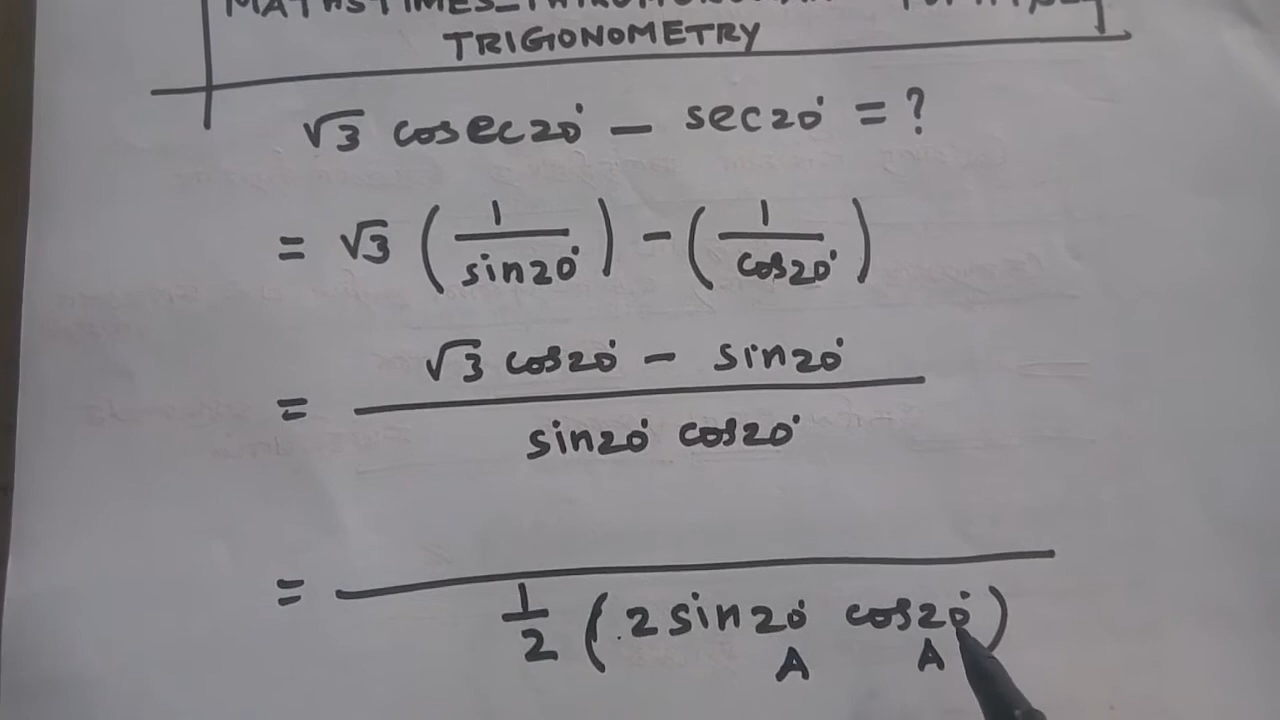 TRIGONOMETRY
√3 cosec20° − sec20° = ?
= √3 ( 1/sin20° ) − ( 1/cos20° )
= √3 cos20° − sin20° / sin20° cos20°
= / 1/2 ( 2 sin20° cos20° )
A A